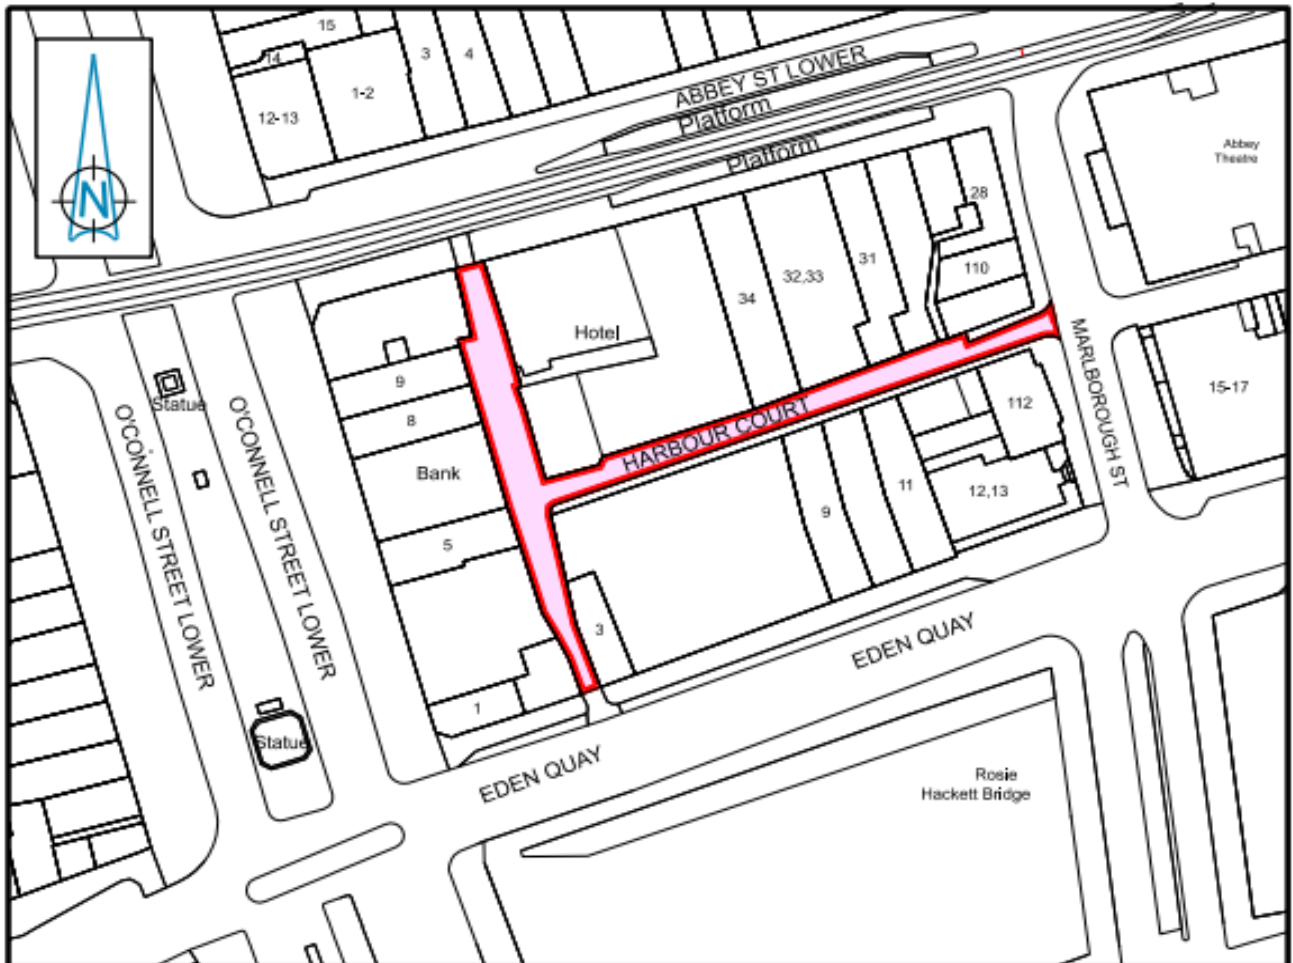 15
14
3
4
1-2
12-13
ABBEY ST LOWER
Platform
Platform
Abbey
Theatre
N
28
110
31
32,33
34
Hotel
9
8
Bank
5
Statue
O'CONNELL STREET LOWER
O'CONNELL STREET LOWER
HARBOUR COURT
MARLBOROUGH ST
15-17
112
11
12,13
9
3
1
Statue
EDEN QUAY
EDEN QUAY
Rosie
Hackett Bridge